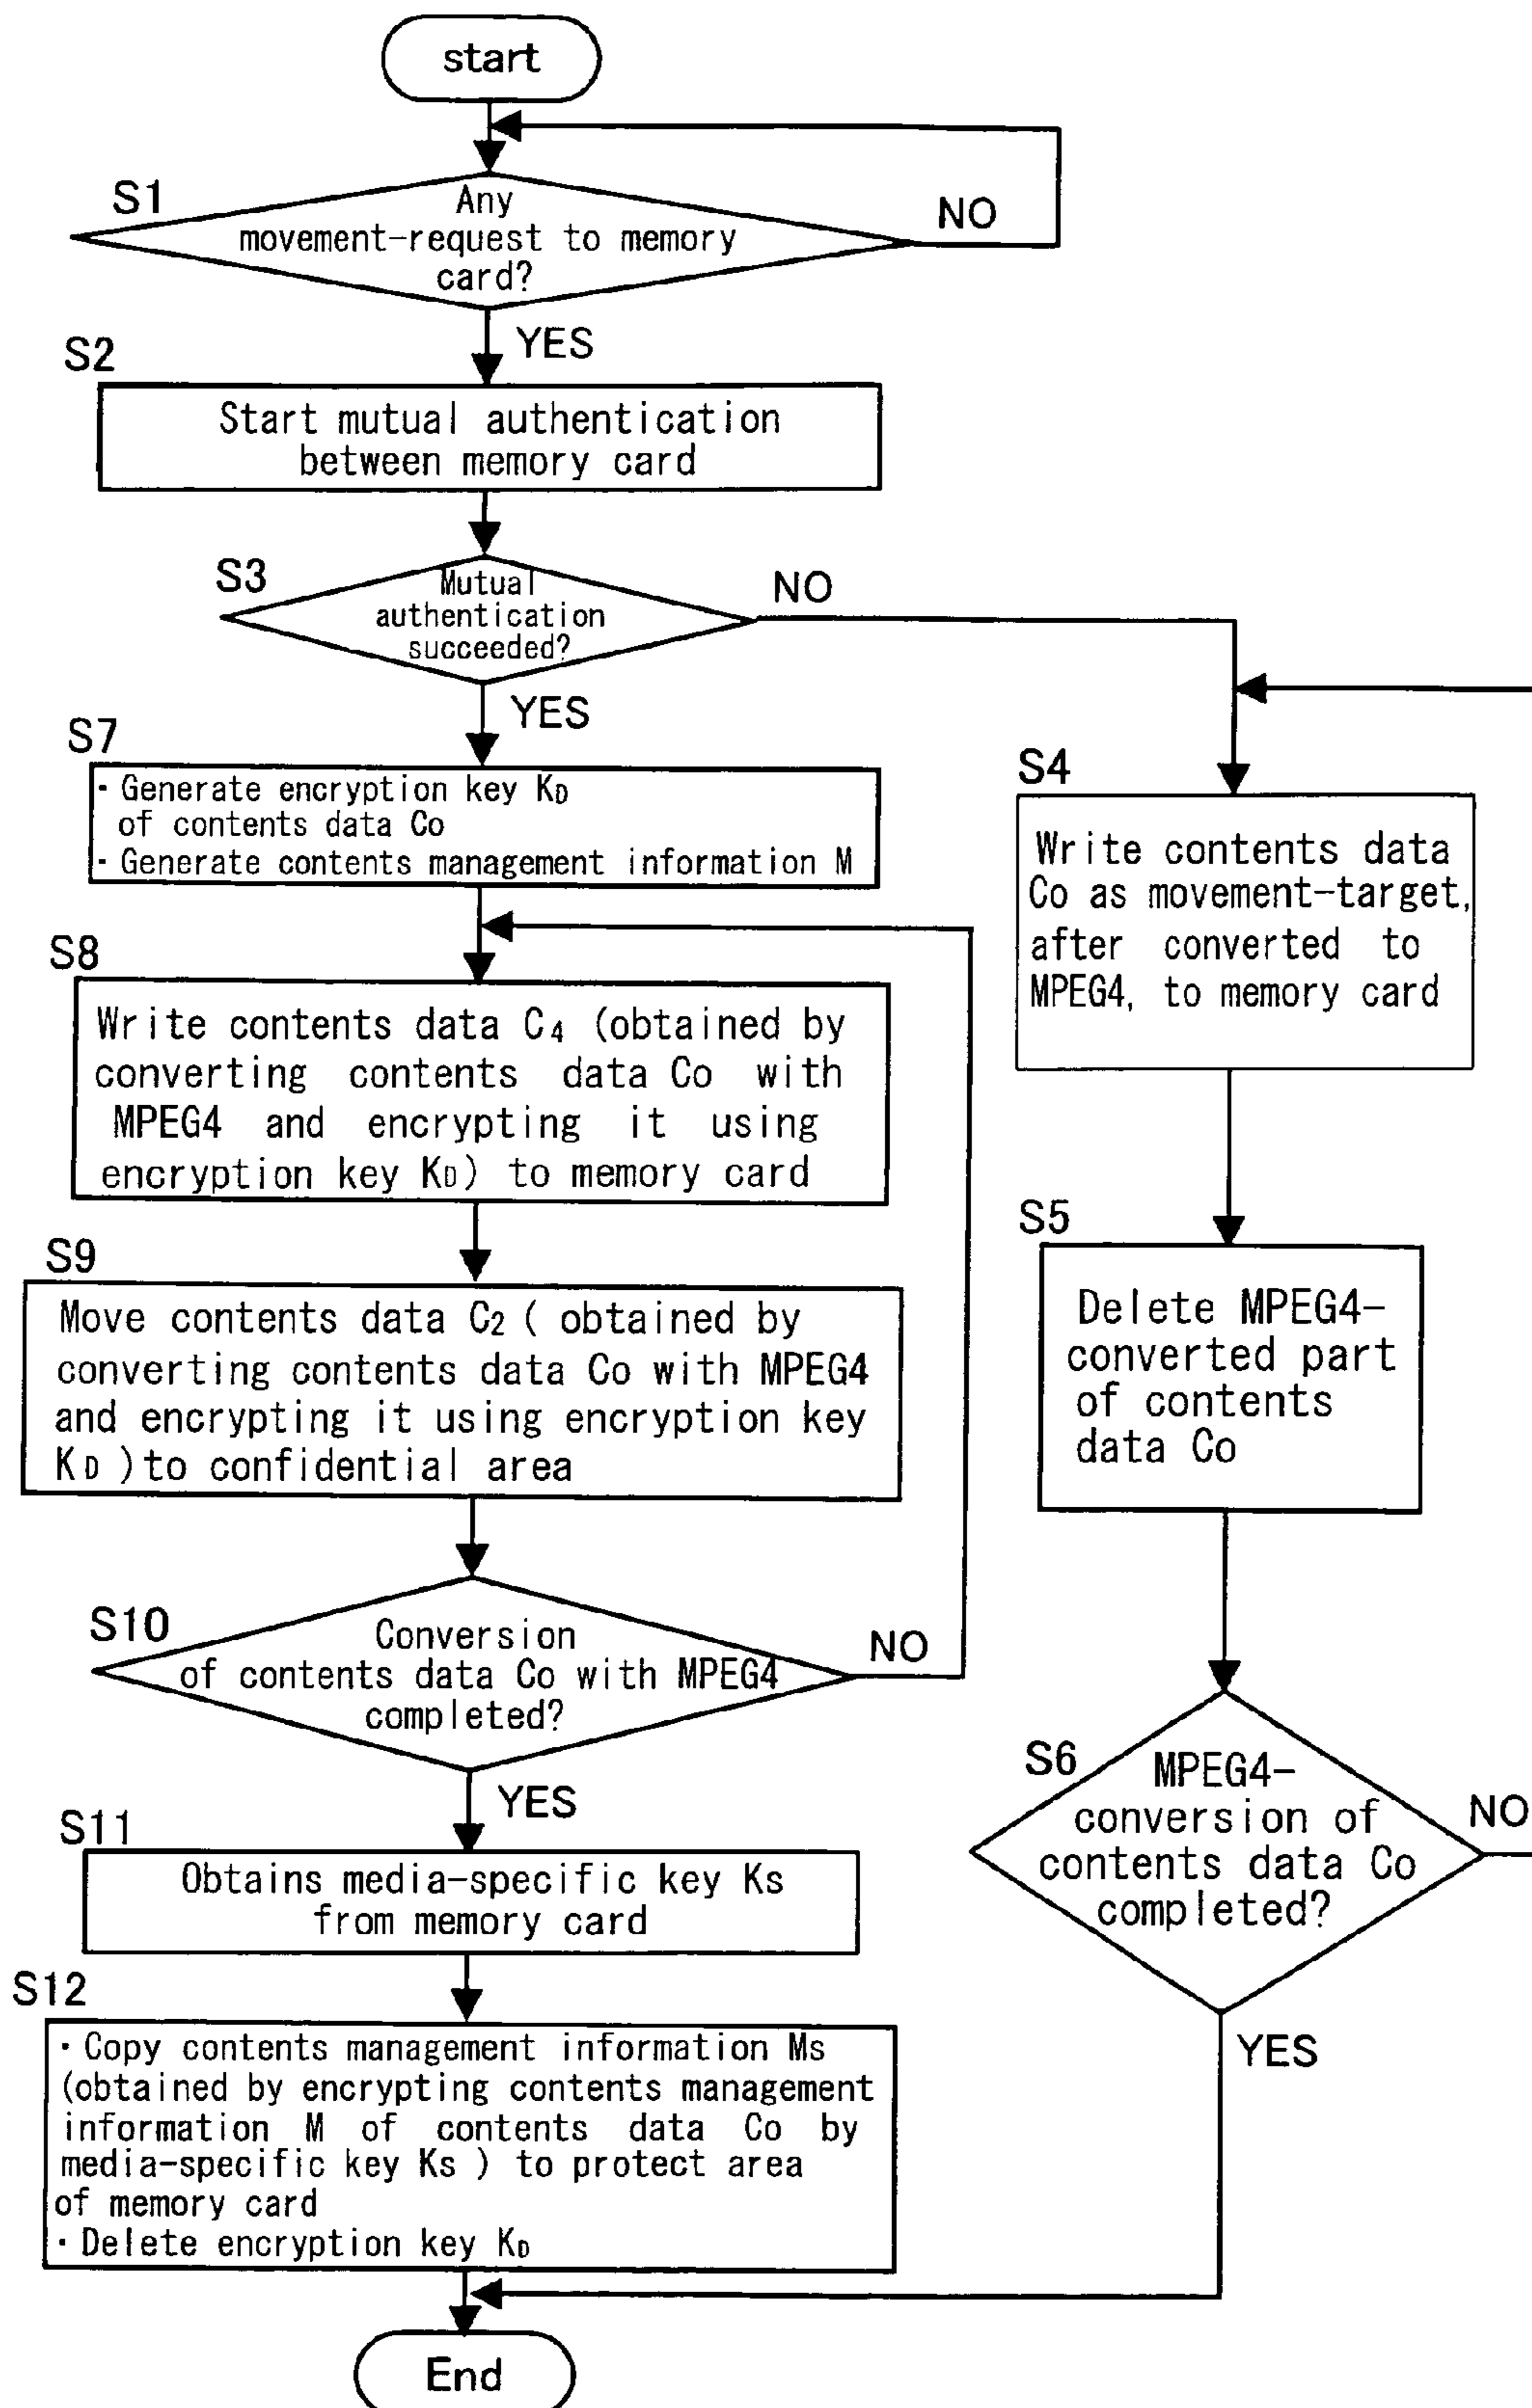 start
S1
Any
movement-request to memory
card?
NO
YES
S2
Start mutual authentication
between memory card
S3
Mutual
authentication
succeeded?
NO
YES
S7
· Generate encryption key KD
of contents data Co
· Generate contents management information M
S8
Write contents data C4 (obtained by
converting contents data Co with
MPEG4 and encrypting it using
encryption key KD) to memory card
S9
Move contents data C2 ( obtained by
converting contents data Co with MPEG4
and encrypting it using encryption key
KD ) to confidential area
S10
Conversion
of contents data Co with MPEG4
completed?
NO
YES
S11
Obtains media-specific key Ks
from memory card
S12
· Copy contents management information Ms
(obtained by encrypting contents management
information M of contents data Co by
media-specific key Ks ) to protect area
of memory card
· Delete encryption key KD
S4
Write contents data
Co as movement-target,
after converted to
MPEG4, to memory card
S5
Delete MPEG4-
converted part
of contents
data Co
S6
MPEG4-
conversion of
contents data Co
completed?
NO
YES
End